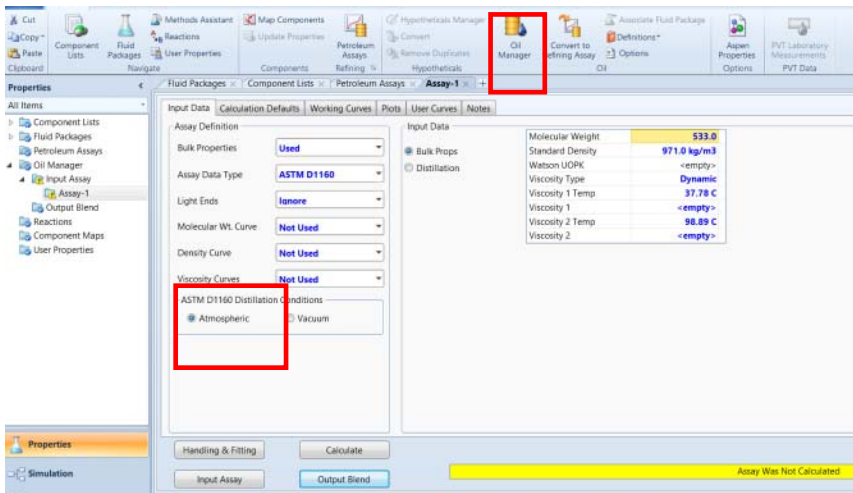 Cut
Copy
Paste
Clipboard
Component Lists
Fluid Packages
Navigate
Methods Assistant
Reactions
User Properties
Map Components
Update Properties
Components
Petroleum Assays
Refining
Hypotheticals Manager
Convert
Remove Duplicates
Hypotheticals
Oil Manager
Convert to Refining Assay
Associate Fluid Package
Definitions
Options
Oil
Aspen Properties
Options
PVT Laboratory Measurements
PVT Data
Properties
All Items
Component Lists
Fluid Packages
Petroleum Assays
Oil Manager
Input Assay
Assay-1
Output Blend
Reactions
Component Maps
User Properties
Properties
Simulation
Fluid Packages × Component Lists × Petroleum Assays × Assay-1 × +
Input Data Calculation Defaults Working Curves Plots User Curves Notes
Assay Definition
Bulk Properties Used
Assay Data Type ASTM D1160
Light Ends Ignore
Molecular Wt. Curve Not Used
Density Curve Not Used
Viscosity Curves Not Used
ASTM D1160 Distillation Conditions
Atmospheric Vacuum
Input Data
Bulk Props
Distillation
Molecular Weight 533.0
Standard Density 971.0 kg/m3
Watson UOPK <empty>
Viscosity Type Dynamic
Viscosity 1 Temp 37.78 C
Viscosity 1 <empty>
Viscosity 2 Temp 98.89 C
Viscosity 2 <empty>
Handling & Fitting Calculate
Input Assay Output Blend
Assay Was Not Calculated